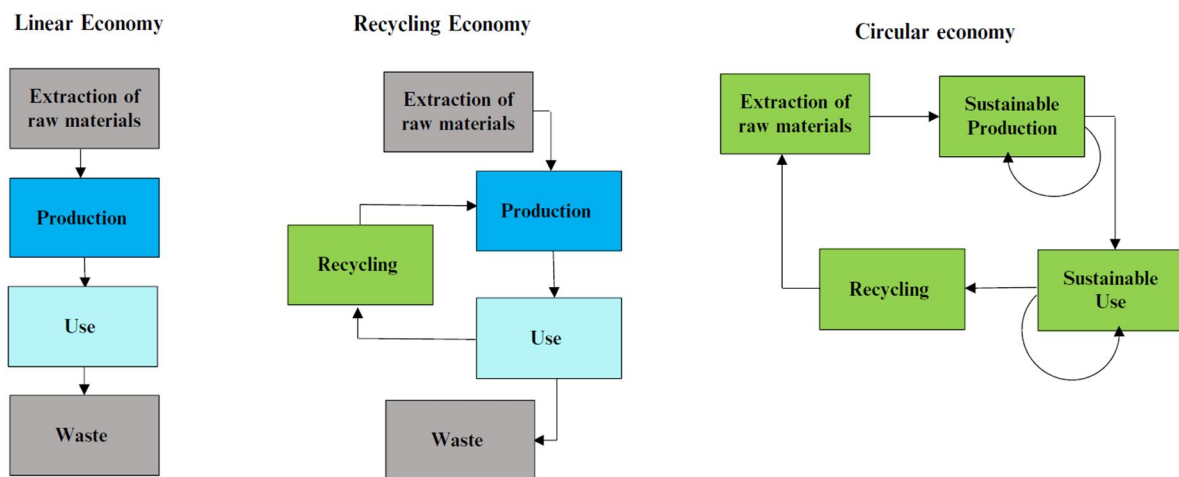 Linear Economy
Extraction of
raw materials
Production
Use
Waste
Recycling Economy
Extraction of
raw materials
Production
Recycling
Use
Waste
Circular economy
Extraction of
raw materials
Sustainable
Production
Recycling
Sustainable
Use